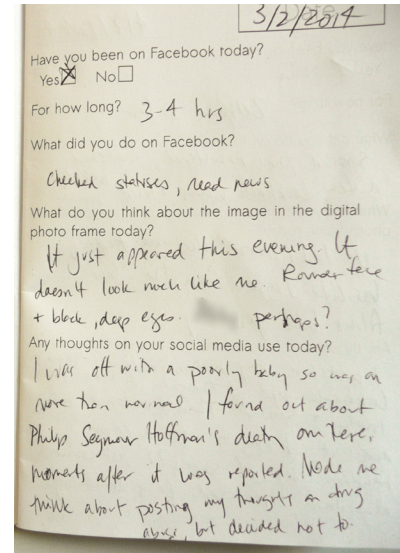 3/2/2014
Have you been on Facebook today?
Yes No
For how long? 3-4 hrs
What did you do on Facebook?
Checked statuses, read news
What do you think about the image in the digital
photo frame today?
It just appeared this evening. It
doesn't look much like me. Rounder face
+ black, deep eyes. perhaps?
Any thoughts on your social media use today?
I was off with a poorly baby so was on
more than normal. I found out about
Philip Seymour Hoffman's death on here,
moments after it was reported. Made me
think about posting my thoughts on drug
abuse, but decided not to.